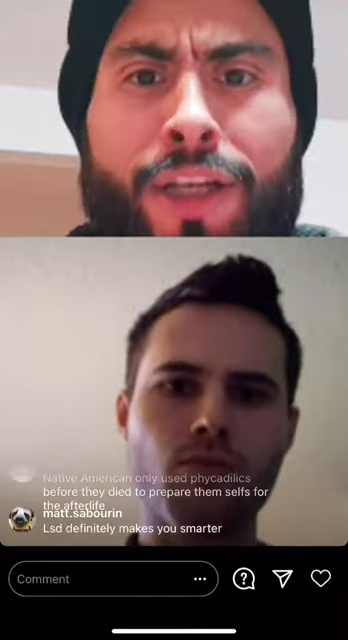 Native American only used phycadilics
before they died to prepare them selfs for
the afterlife
matt.sabourin
Lsd definitely makes you smarter
Comment